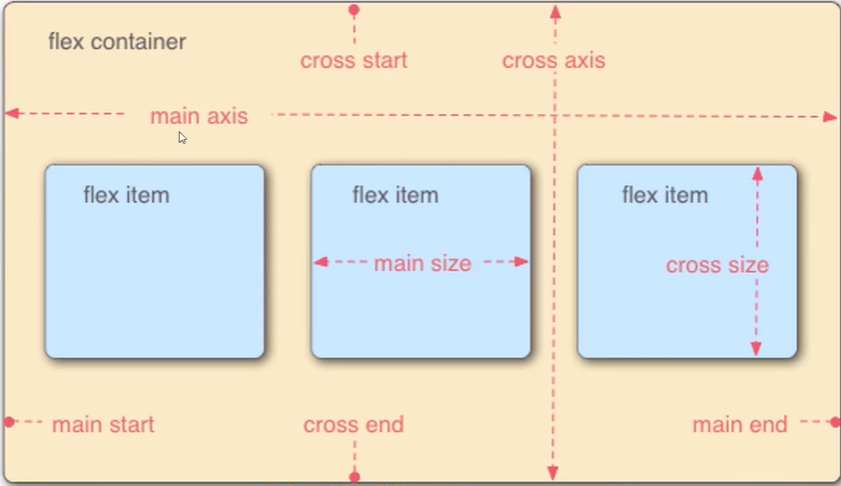 flex container
cross start
cross axis
main axis
flex item
flex item
flex item
main size
cross size
main start
cross end
main end